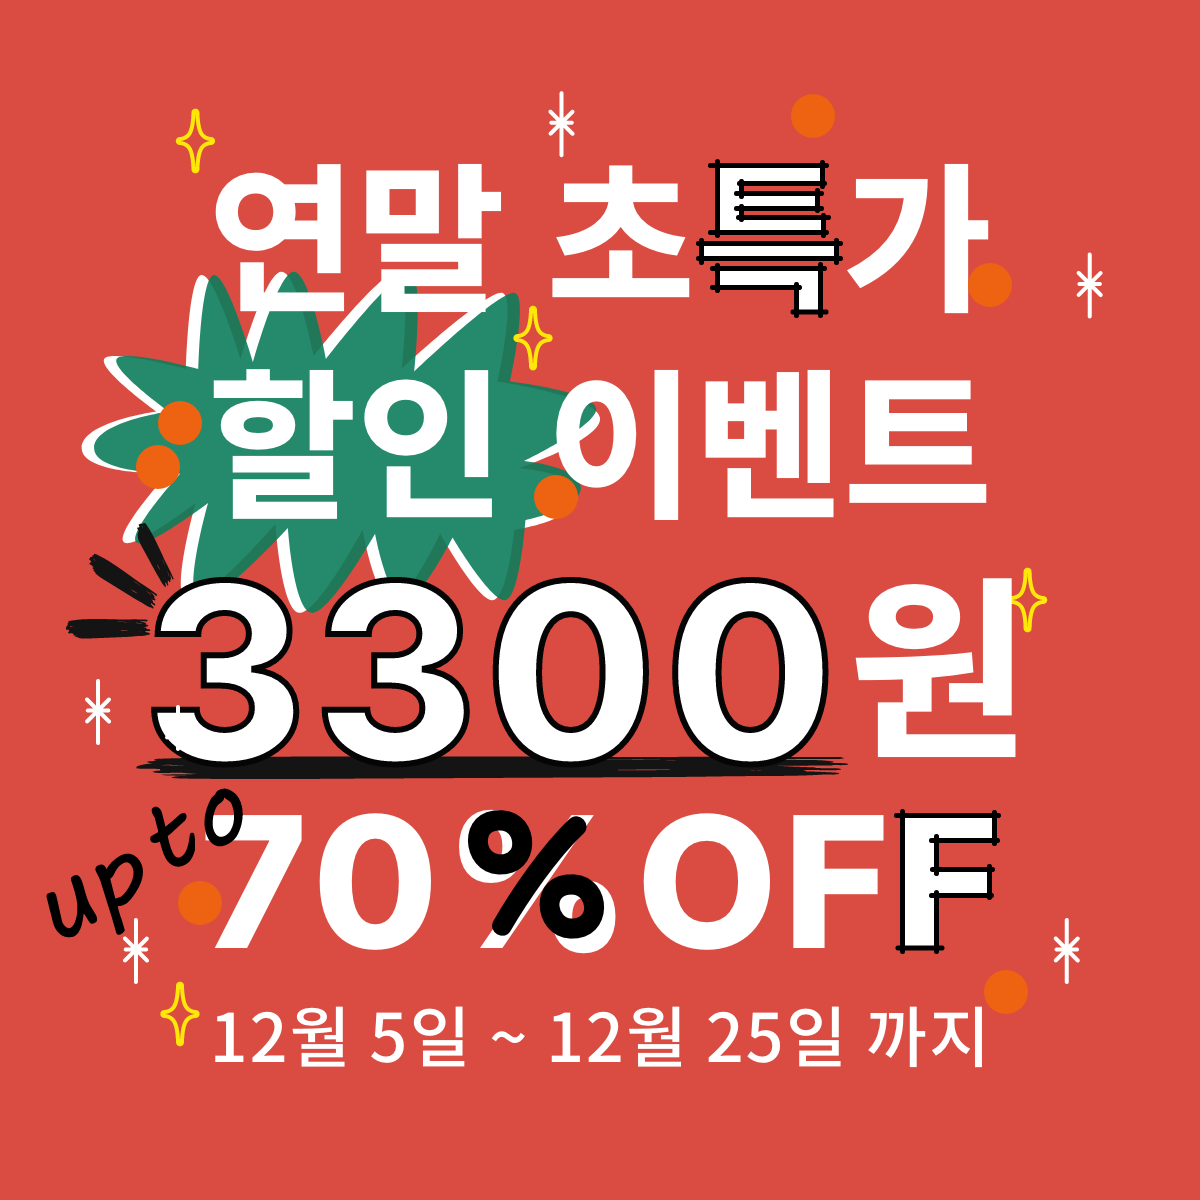 연말 초특가
할인 이벤트
3300원
up to
70% OFF
12월 5일 ~ 12월 25일 까지